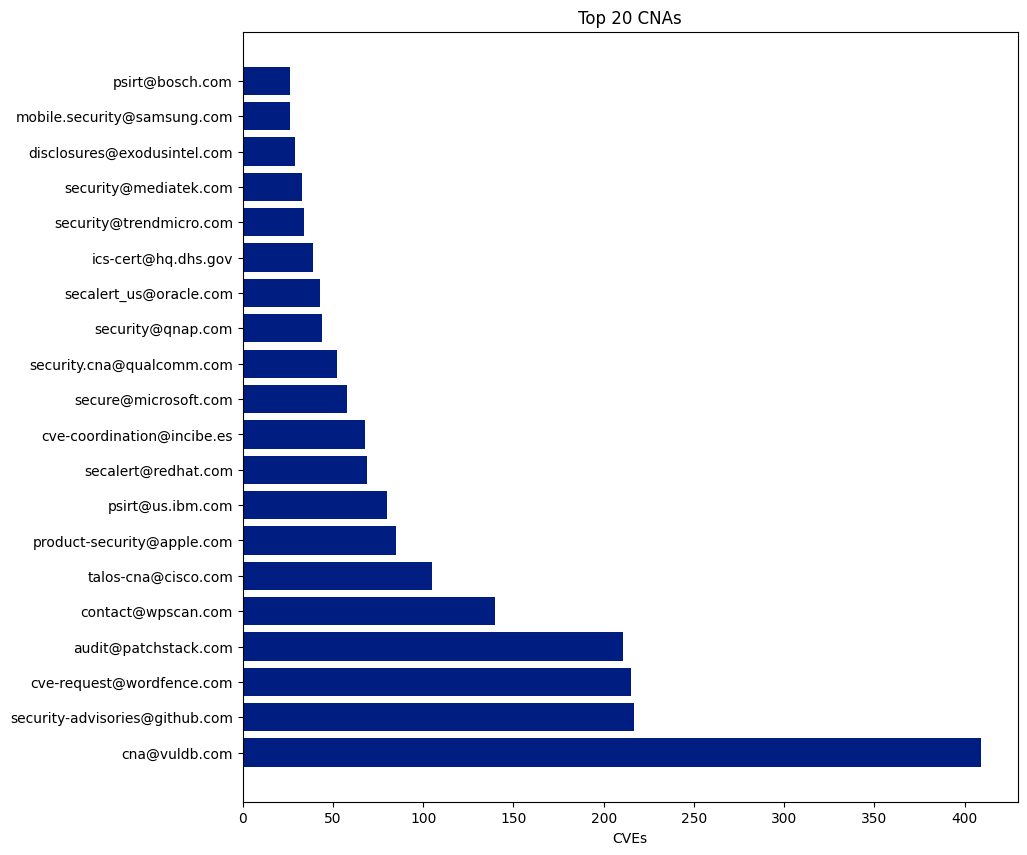 Top 20 CNAs
psirt@bosch.com
mobile.security@samsung.com
disclosures@exodusintel.com
security@mediatek.com
security@trendmicro.com
ics-cert@hq.dhs.gov
secalert_us@oracle.com
security@qnap.com
security.cna@qualcomm.com
secure@microsoft.com
cve-coordination@incibe.es
secalert@redhat.com
psirt@us.ibm.com
product-security@apple.com
talos-cna@cisco.com
contact@wpscan.com
audit@patchstack.com
cve-request@wordfence.com
security-advisories@github.com
cna@vuldb.com
0 50 100 150 200 250 300 350 400
CVEs